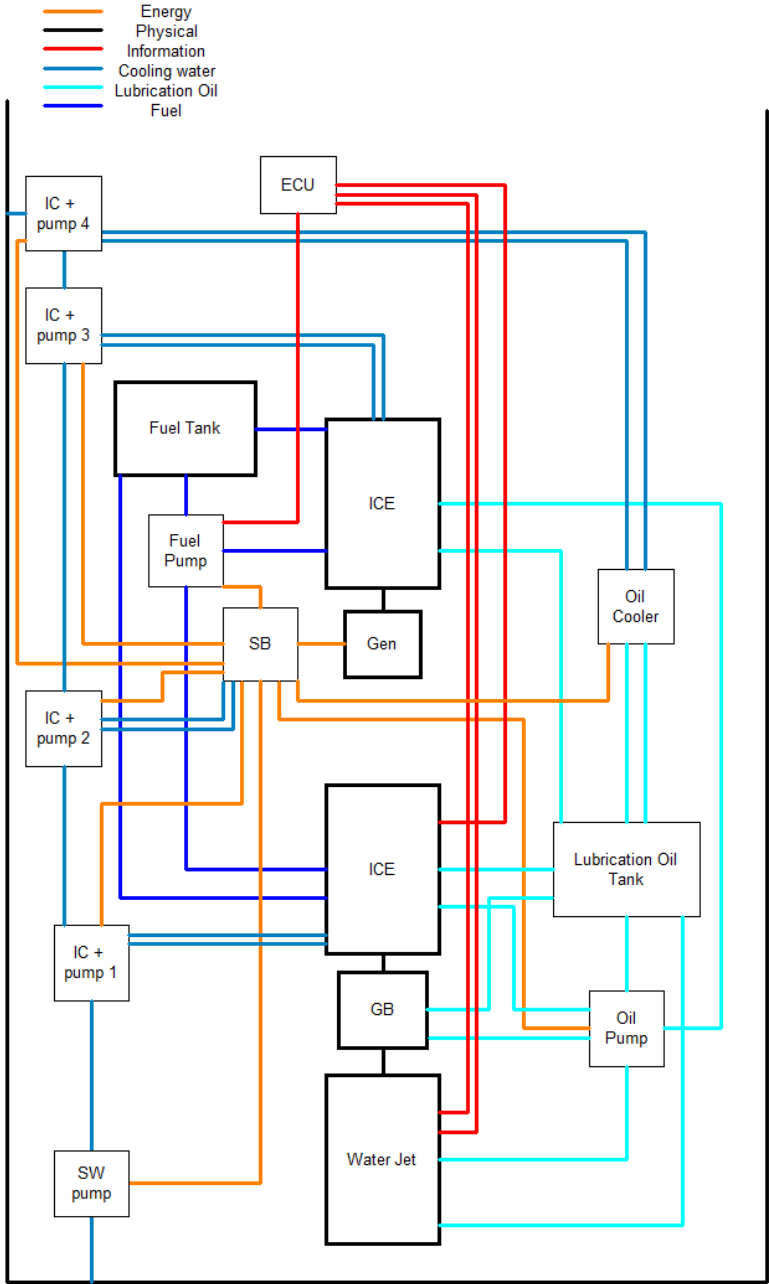 Energy
Physical
Information
Cooling water
Lubrication Oil
Fuel
ECU
IC +
pump 4
IC +
pump 3
Fuel Tank
ICE
Fuel
Pump
Oil
Cooler
SB
Gen
IC +
pump 2
ICE
Lubrication Oil
Tank
IC +
pump 1
GB
Oil
Pump
Water Jet
SW
pump